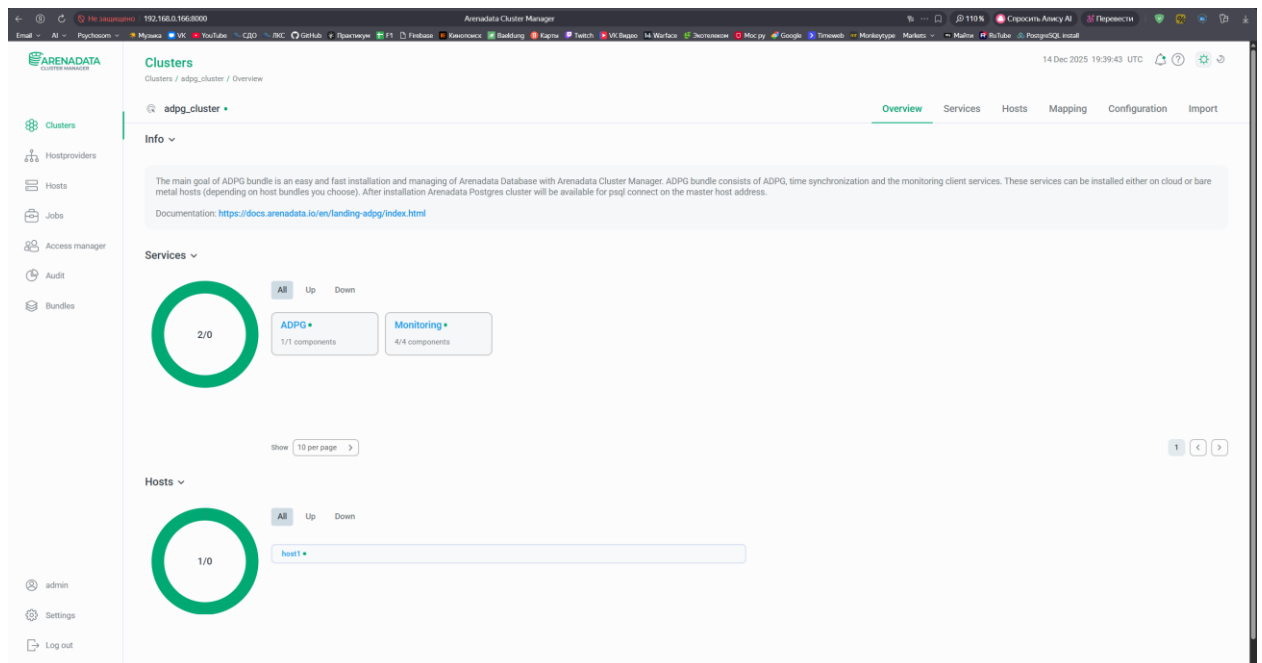 Не защищено 192.168.0.166:8000 Arenadata Cluster Manager 110 % Спросить Алису AI Перевести
Email AI Psychosom Музыка VK YouTube СДО ЛКС GitHub Практикум F1 Firebase Кинопоиск Baeldung Карты Twitch VK Видео Warface Экотелеком Мос ру Google Timeweb Monkeytype Markets Майти RuTube PostgreSQL install
ARENADATA
CLUSTER MANAGER
Clusters
14 Dec 2025 19:39:43 UTC
Clusters / adpg_cluster / Overview
adpg_cluster
Overview Services Hosts Mapping Configuration Import
Clusters
Hostproviders
Hosts
Jobs
Access manager
Audit
Bundles
Info
The main goal of ADPG bundle is an easy and fast installation and managing of Arenadata Database with Arenadata Cluster Manager. ADPG bundle consists of ADPG, time synchronization and the monitoring client services. These services can be installed either on cloud or bare
metal hosts (depending on host bundles you choose). After installation Arenadata Postgres cluster will be available for psql connect on the master host address.
Documentation: https://docs.arenadata.io/en/landing-adpg/index.html
Services
All Up Down
2/0
ADPG
1/1 components
Monitoring
4/4 components
Show 10 per page
1
Hosts
All Up Down
1/0
host1
admin
Settings
Log out